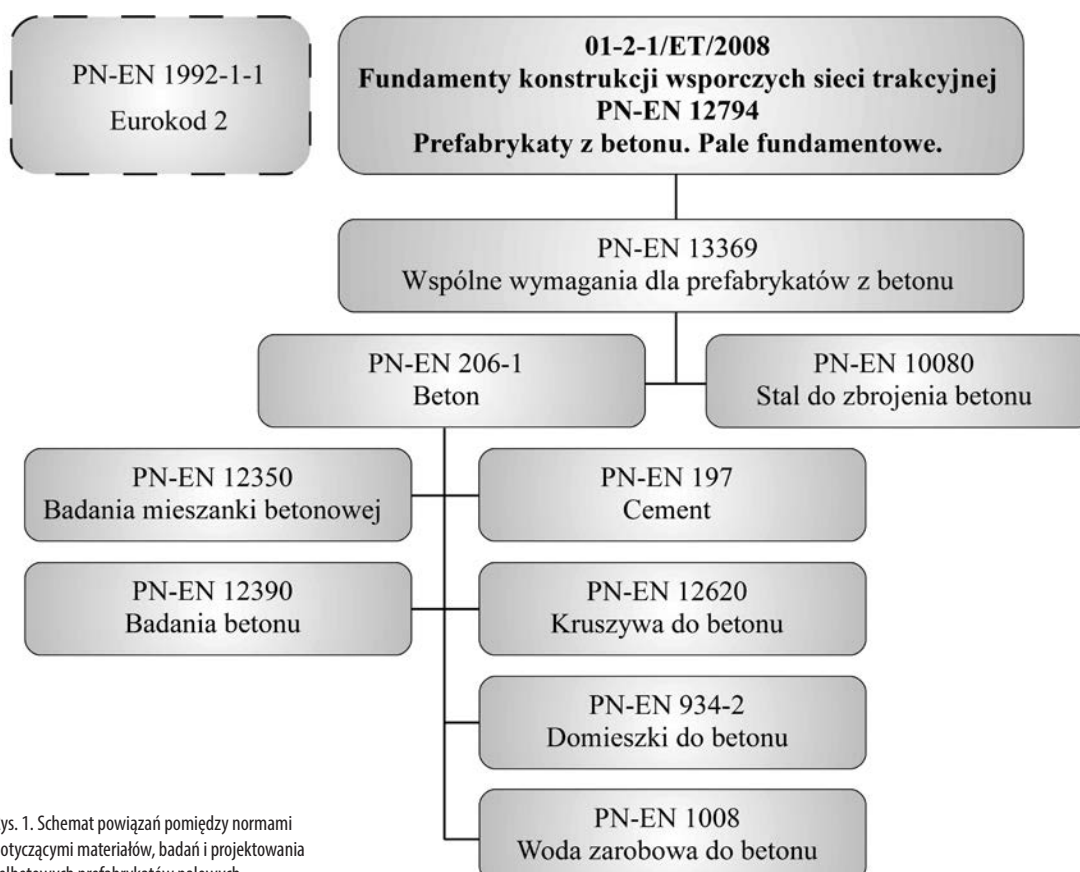 PN-EN 1992-1-1
Eurokod 2
01-2-1/ET/2008
Fundamenty konstrukcji wsporczych sieci trakcyjnej
PN-EN 12794
Prefabrykaty z betonu. Pale fundamentowe.
PN-EN 13369
Wspólne wymagania dla prefabrykatów z betonu
PN-EN 206-1
Beton
PN-EN 10080
Stal do zbrojenia betonu
PN-EN 12350
Badania mieszanki betonowej
PN-EN 197
Cement
PN-EN 12390
Badania betonu
PN-EN 12620
Kruszywa do betonu
PN-EN 934-2
Domieszki do betonu
PN-EN 1008
Woda zarobowa do betonu
ys. 1. Schemat powiązań pomiędzy normami
otyczącymi materiałów, badań i projektowania
elbetowych prefabrykatów palowych